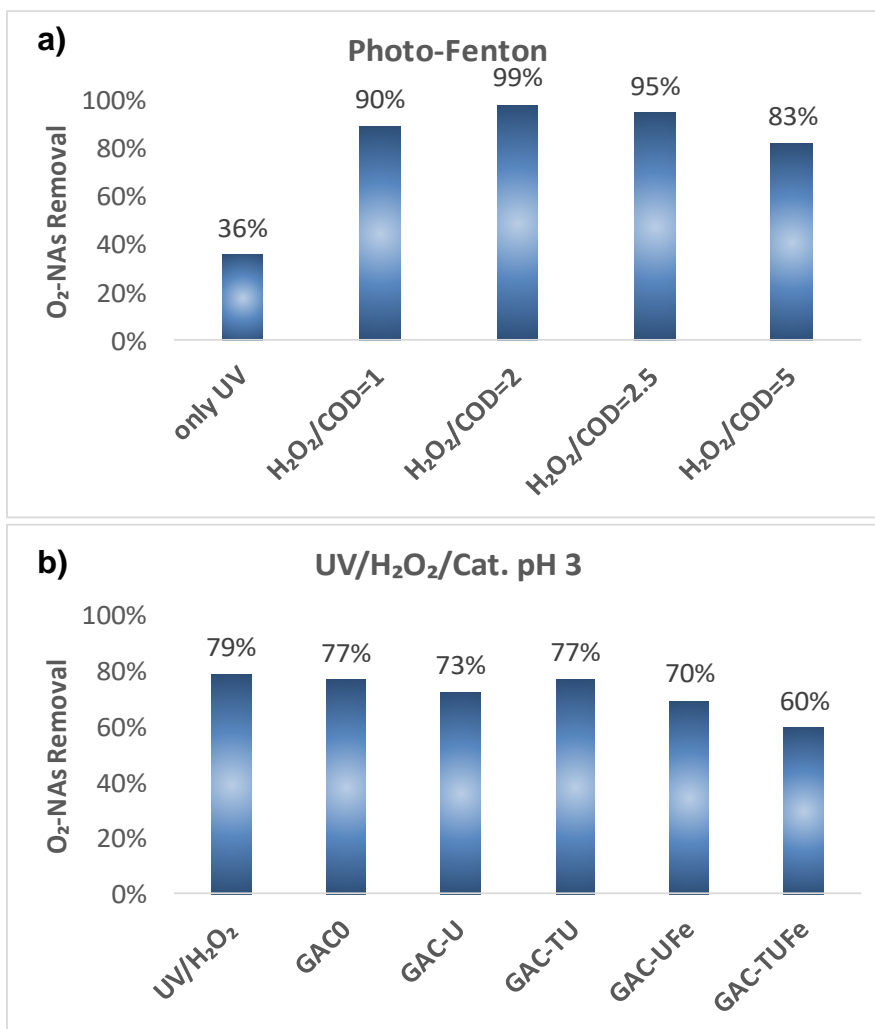 a)
Photo-Fenton
O₂-NAs Removal
100%
80%
60%
40%
20%
0%
36%
90%
99%
95%
83%
only UV
H₂O₂/COD=1
H₂O₂/COD=2
H₂O₂/COD=2.5
H₂O₂/COD=5
b)
UV/H₂O₂/Cat. pH 3
O₂-NAs Removal
100%
80%
60%
40%
20%
0%
79%
77%
73%
77%
70%
60%
UV/H₂O₂
GAC0
GAC-U
GAC-TU
GAC-UFe
GAC-TUFe